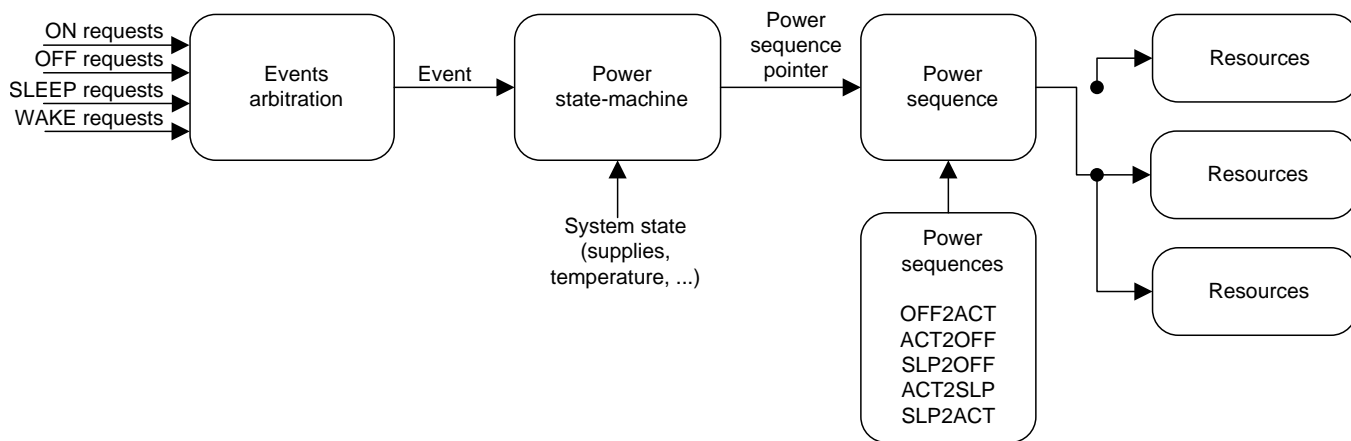 ON requests
OFF requests
SLEEP requests
WAKE requests
Events
arbitration
Event
Power
state-machine
System state
(supplies,
temperature, ...)
Power
sequence
pointer
Power
sequence
Power
sequences
OFF2ACT
ACT2OFF
SLP2OFF
ACT2SLP
SLP2ACT
Resources
Resources
Resources